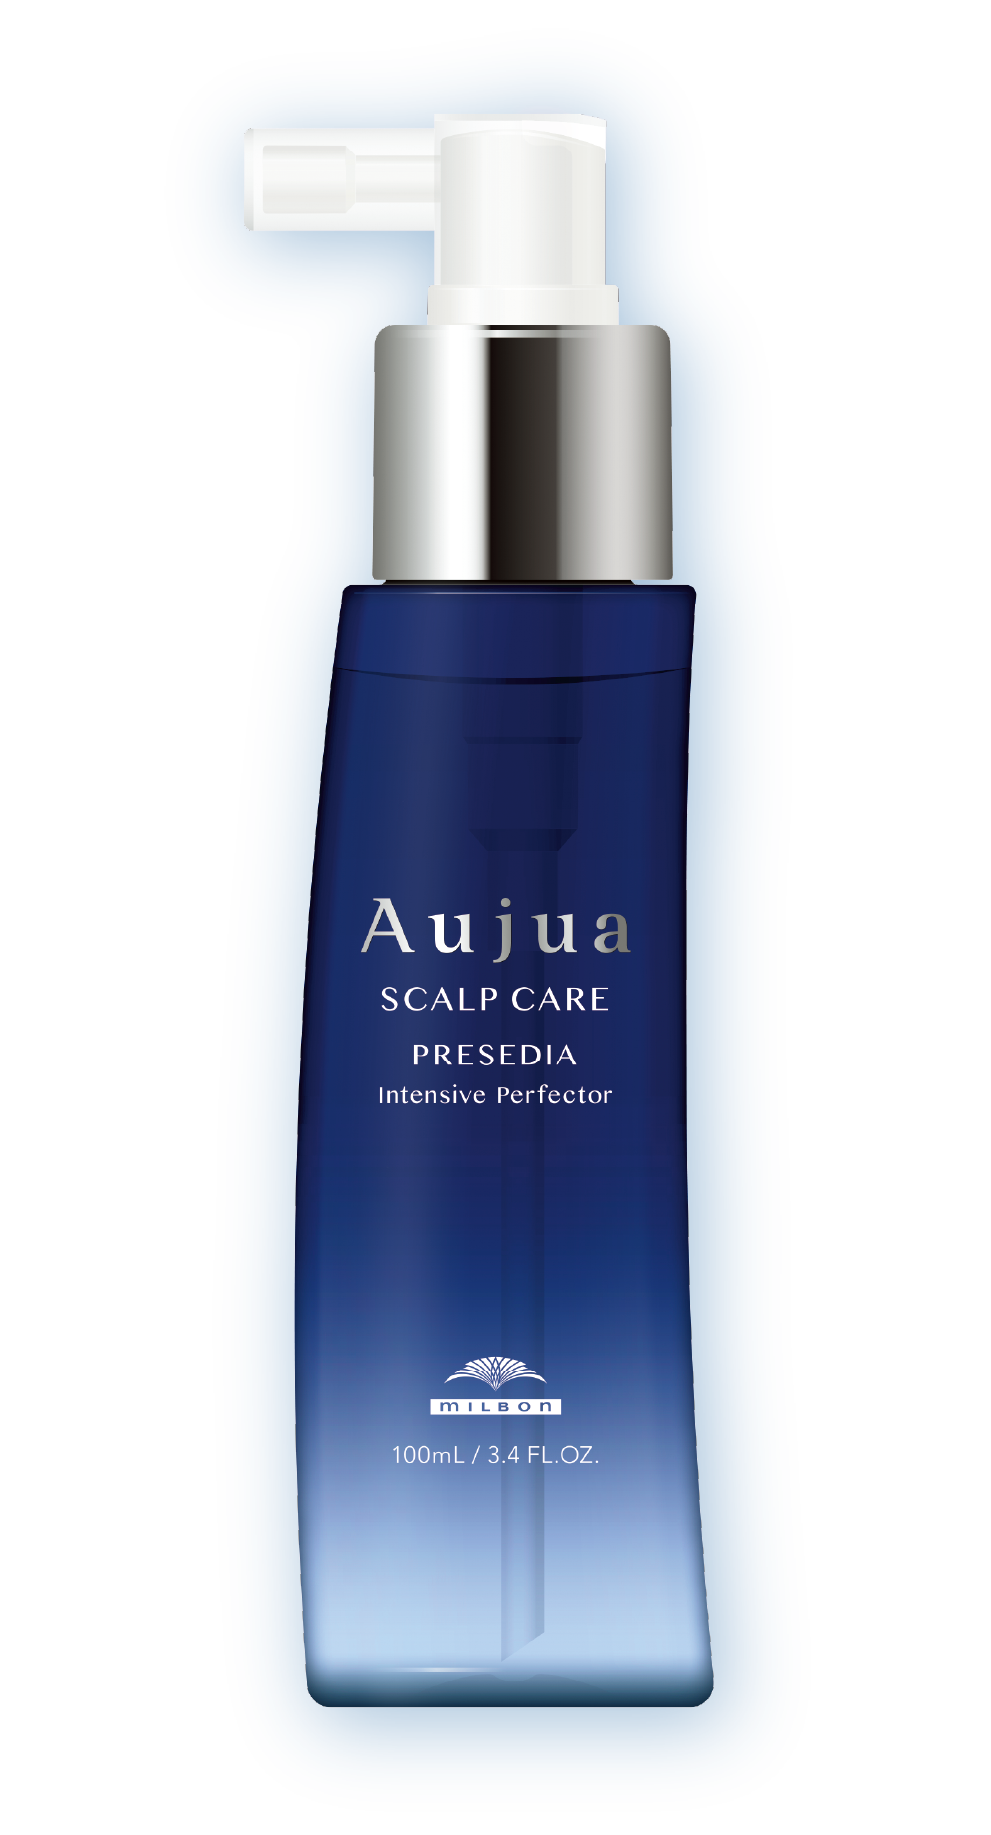 Aujua
SCALP CARE
PRESEDIA
Intensive Perfector
MILBON
100mL / 3.4 FL.OZ.